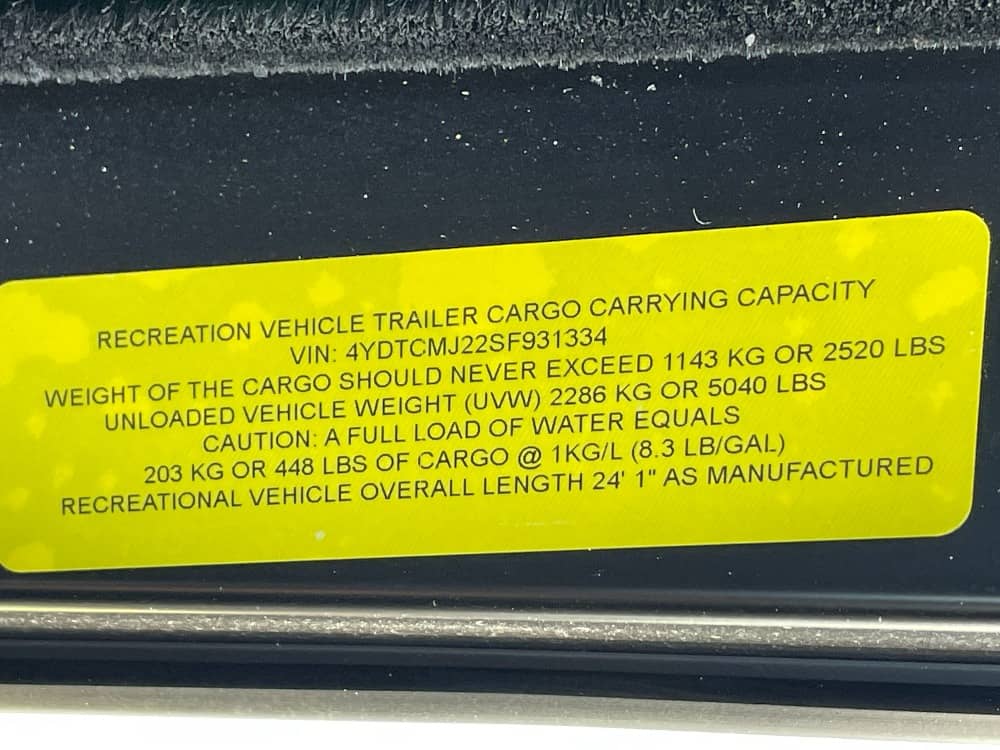 RECREATION VEHICLE TRAILER CARGO CARRYING CAPACITY
VIN: 4YDTCMJ22SF931334
WEIGHT OF THE CARGO SHOULD NEVER EXCEED 1143 KG OR 2520 LBS
UNLOADED VEHICLE WEIGHT (UVW) 2286 KG OR 5040 LBS
CAUTION: A FULL LOAD OF WATER EQUALS
203 KG OR 448 LBS OF CARGO @ 1KG/L (8.3 LB/GAL)
RECREATIONAL VEHICLE OVERALL LENGTH 24' 1" AS MANUFACTURED